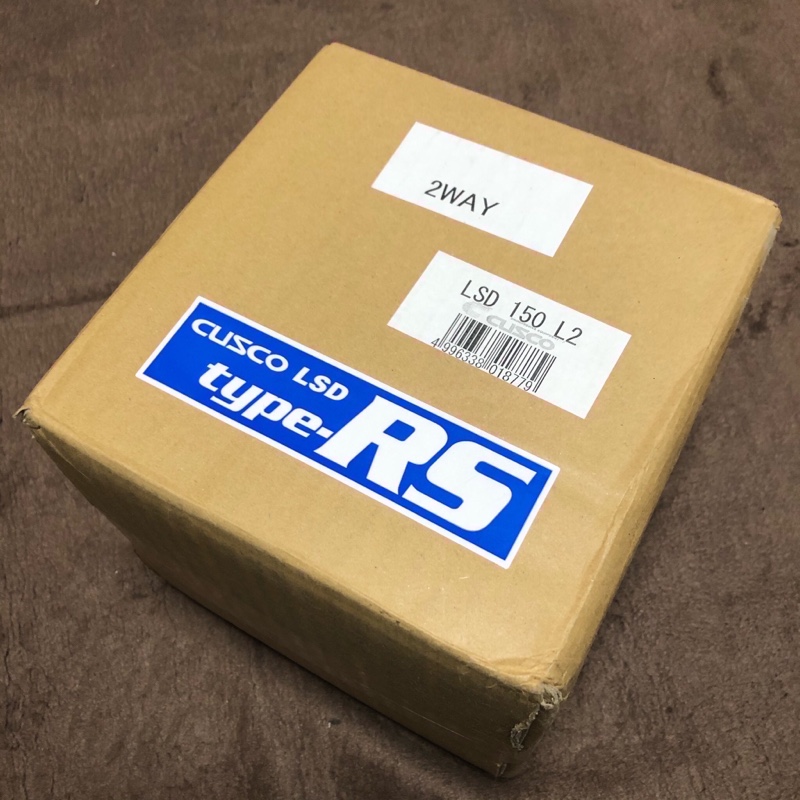 2WAY
LSD 150 L2
CUSCO
4 996338 018779
CUSCO LSD
type-RS